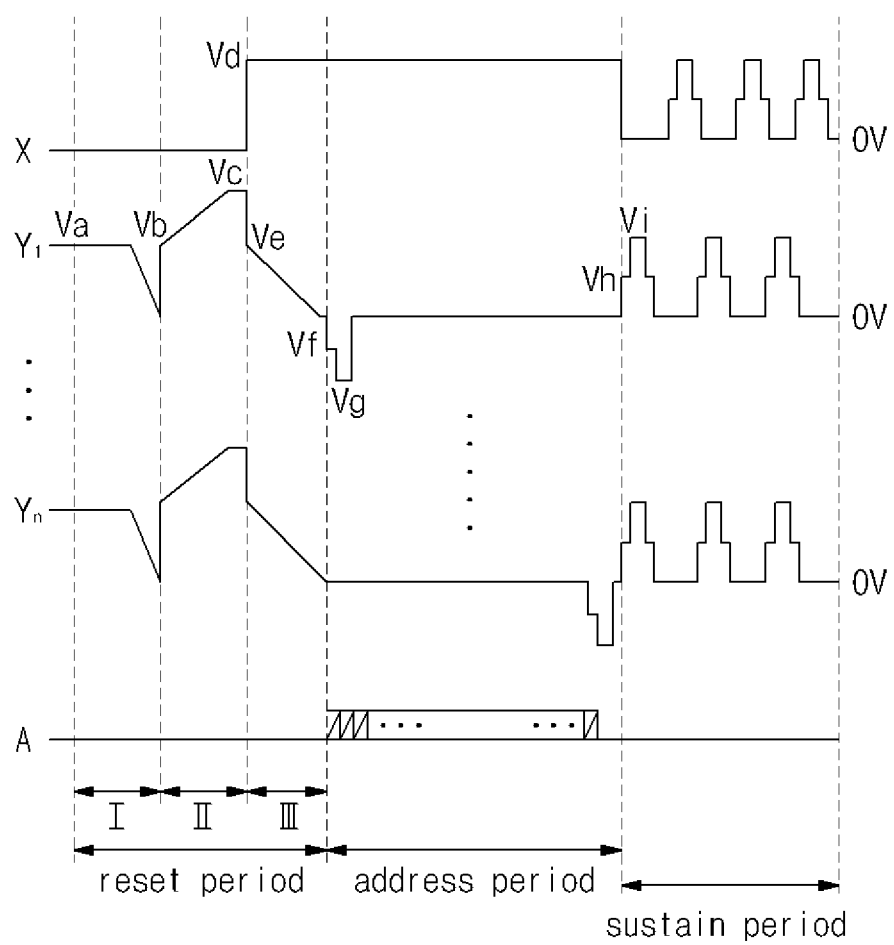 Vd
X
0V
Vc
Va
Vb
Ve
Vi
Y1
Vh
0V
Vf
Vg
Yn
0V
A
I
II
III
reset period
address period
sustain period